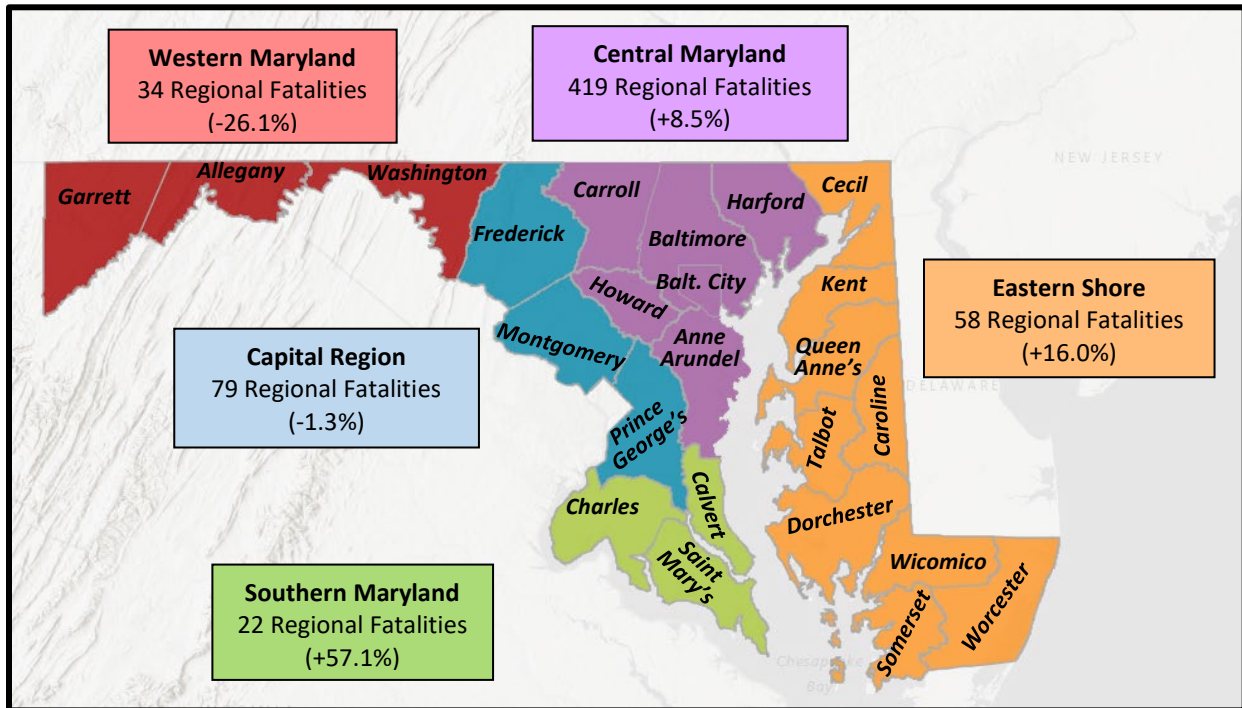 Western Maryland
34 Regional Fatalities
(-26.1%)
Central Maryland
419 Regional Fatalities
(+8.5%)
NEW JERSEY
Garrett
Allegany
Washington
Frederick
Carroll
Harford
Cecil
Baltimore
Balt. City
Howard
Kent
Eastern Shore
58 Regional Fatalities
(+16.0%)
Capital Region
79 Regional Fatalities
(-1.3%)
Montgomery
Anne
Arundel
Queen
Anne's
DELAWARE
Prince
George's
Talbot
Caroline
Charles
Calvert
Dorchester
Saint
Mary's
Wicomico
Somerset
Worcester
Southern Maryland
22 Regional Fatalities
(+57.1%)
Chesapeake
Bay